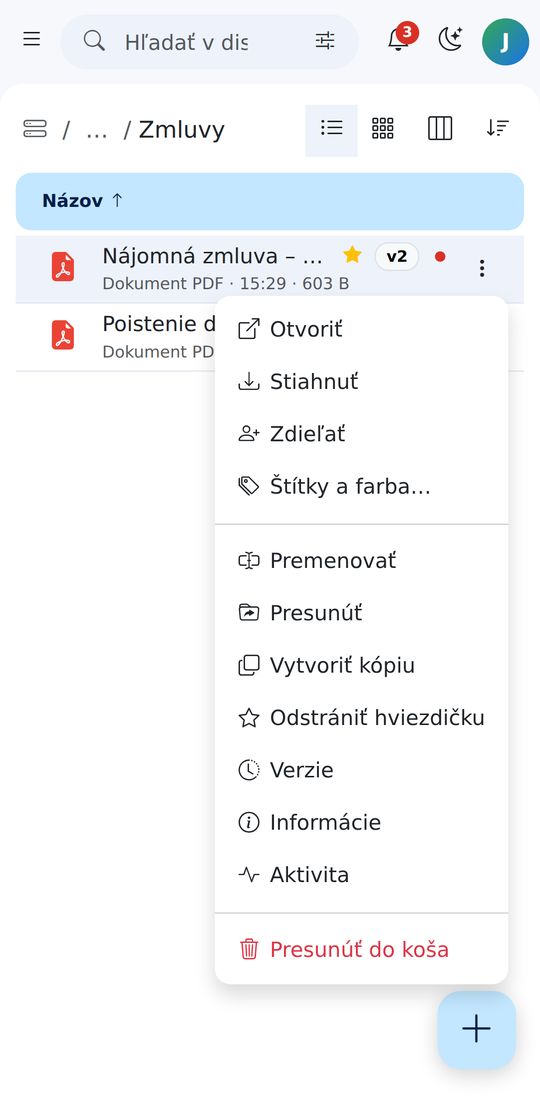 Hľadať v dis
3
J
/ ... / Zmluvy
Názov ↑
Nájomná zmluva – ...
v2
Dokument PDF · 15:29 · 603 B
Poistenie d
Dokument PD
Otvoriť
Stiahnuť
Zdieľať
Štítky a farba...
Premenovať
Presunúť
Vytvoriť kópiu
Odstrániť hviezdičku
Verzie
Informácie
Aktivita
Presunúť do koša